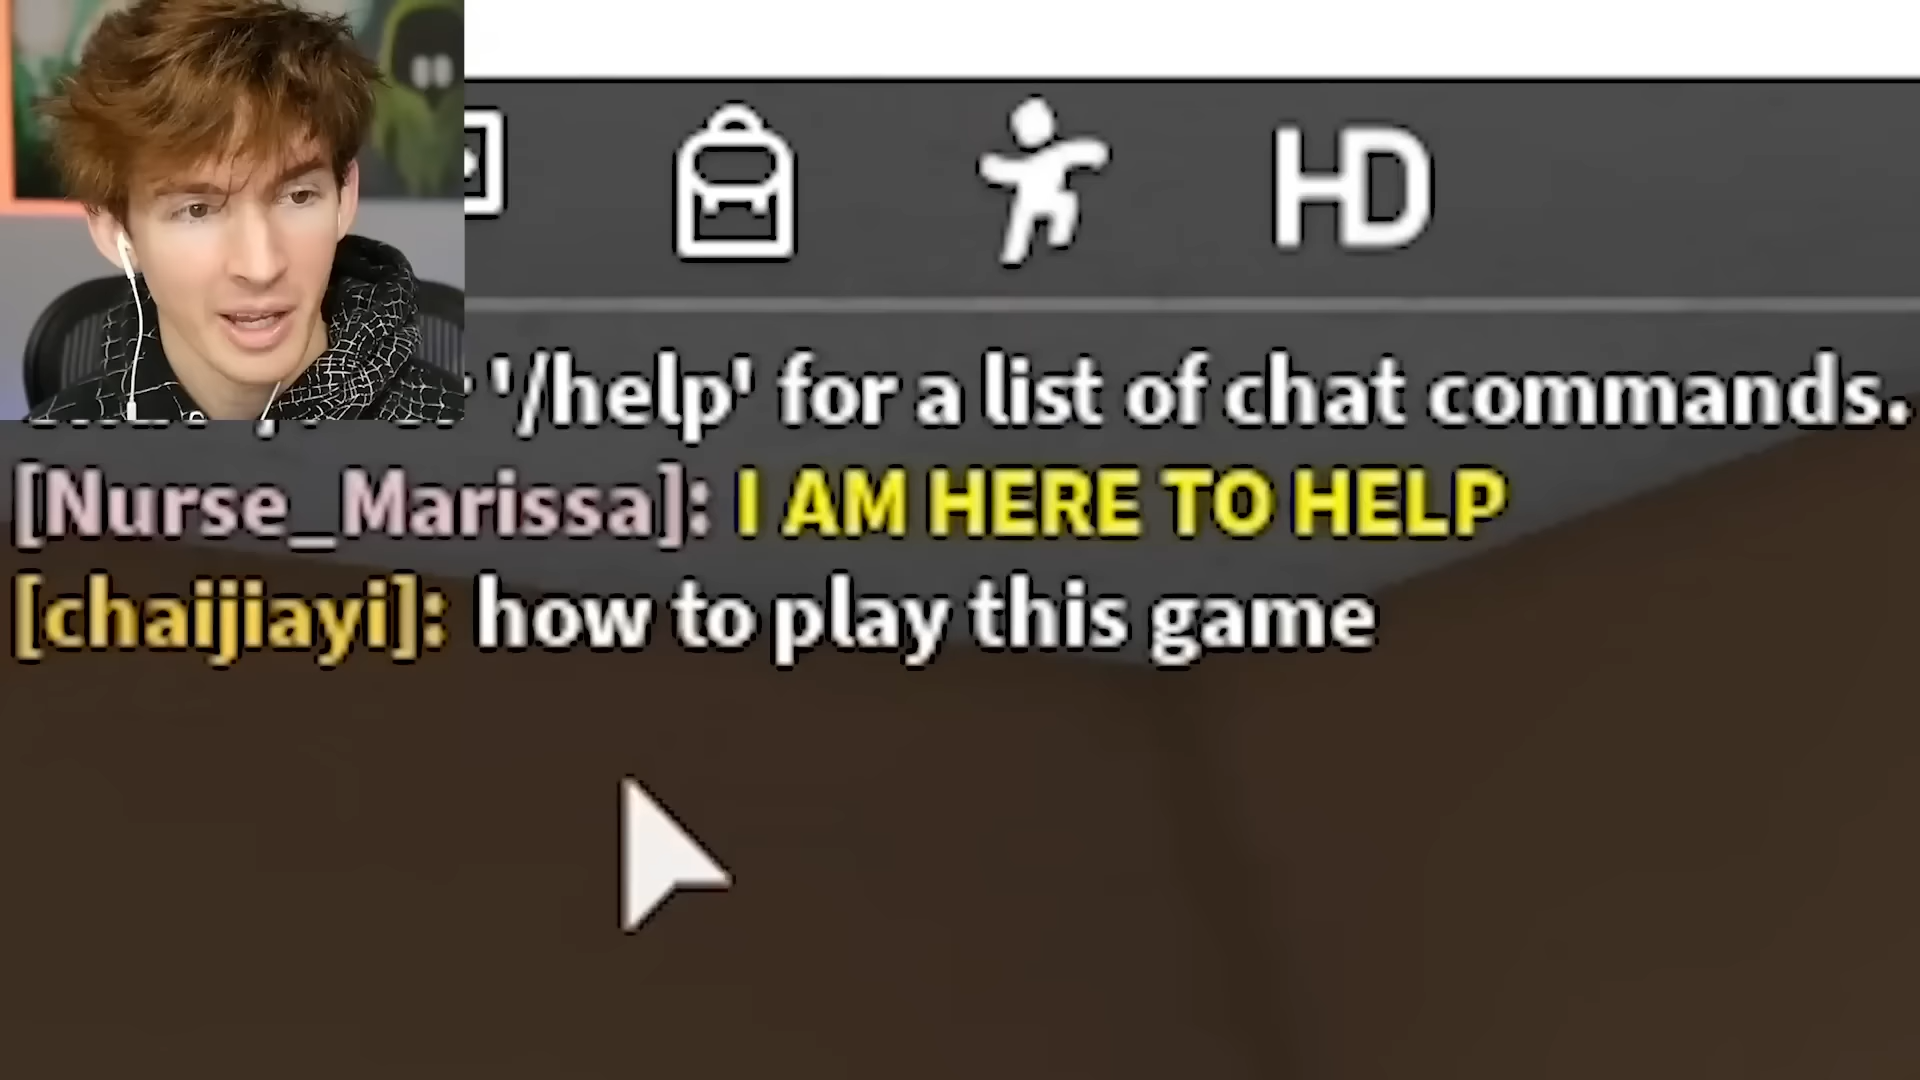 HD
'/help' for a list of chat commands.
[Nurse_Marissa]: I AM HERE TO HELP
[chaijiayi]: how to play this game